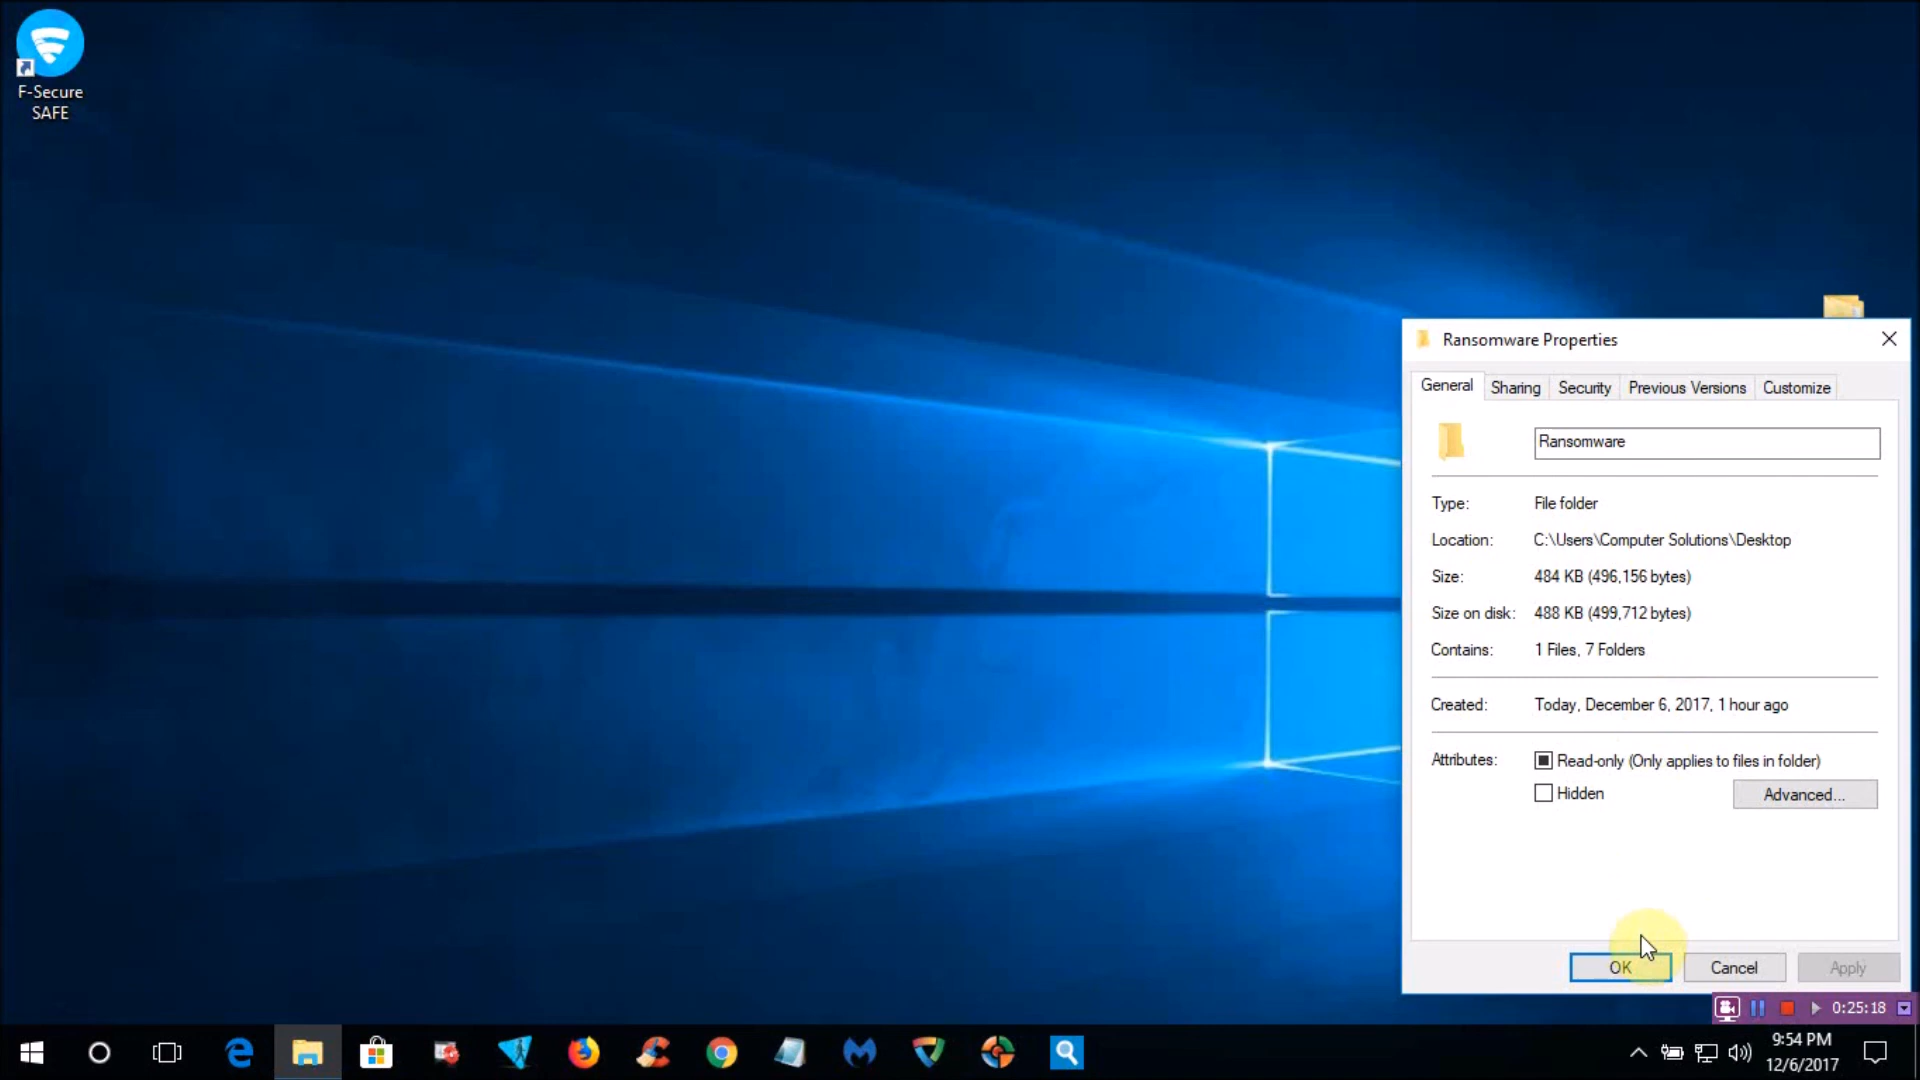 F-Secure
SAFE
Ransomware Properties
General
Sharing
Security
Previous Versions
Customize
Ransomware
Type: File folder
Location: C:\Users\Computer Solutions\Desktop
Size: 484 KB (496,156 bytes)
Size on disk: 488 KB (499,712 bytes)
Contains: 1 Files, 7 Folders
Created: Today, December 6, 2017, 1 hour ago
Attributes: Read-only (Only applies to files in folder)
Hidden
Advanced...
OK
Cancel
Apply
0:25:18
9:54 PM
12/6/2017